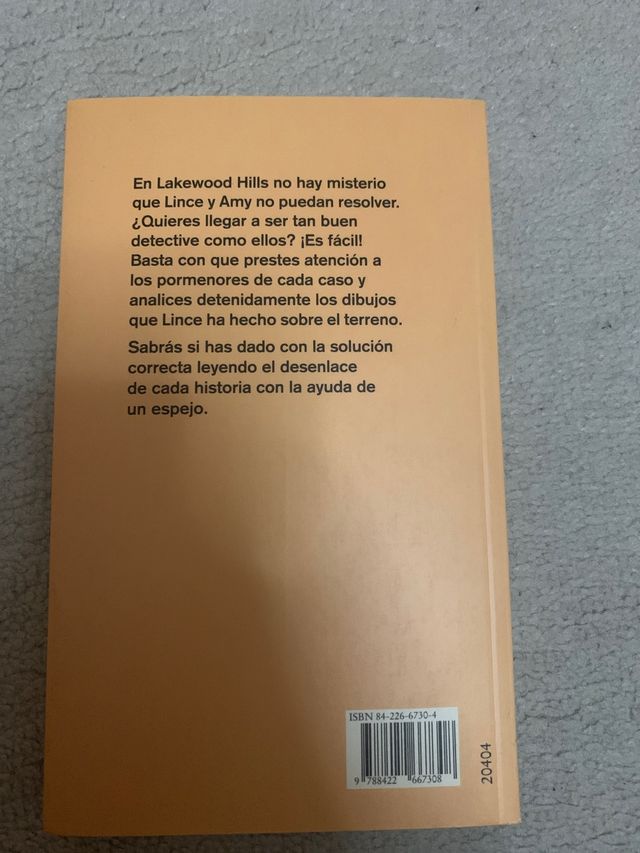 En Lakewood Hills no hay misterio
que Lince y Amy no puedan resolver.
¿Quieres llegar a ser tan buen
detective como ellos? ¡Es fácil!
Basta con que prestes atención a
los pormenores de cada caso y
analices detenidamente los dibujos
que Lince ha hecho sobre el terreno.
Sabrás si has dado con la solución
correcta leyendo el desenlace
de cada historia con la ayuda de
un espejo.
ISBN 84-226-6730-4
9 788422 667308
20404